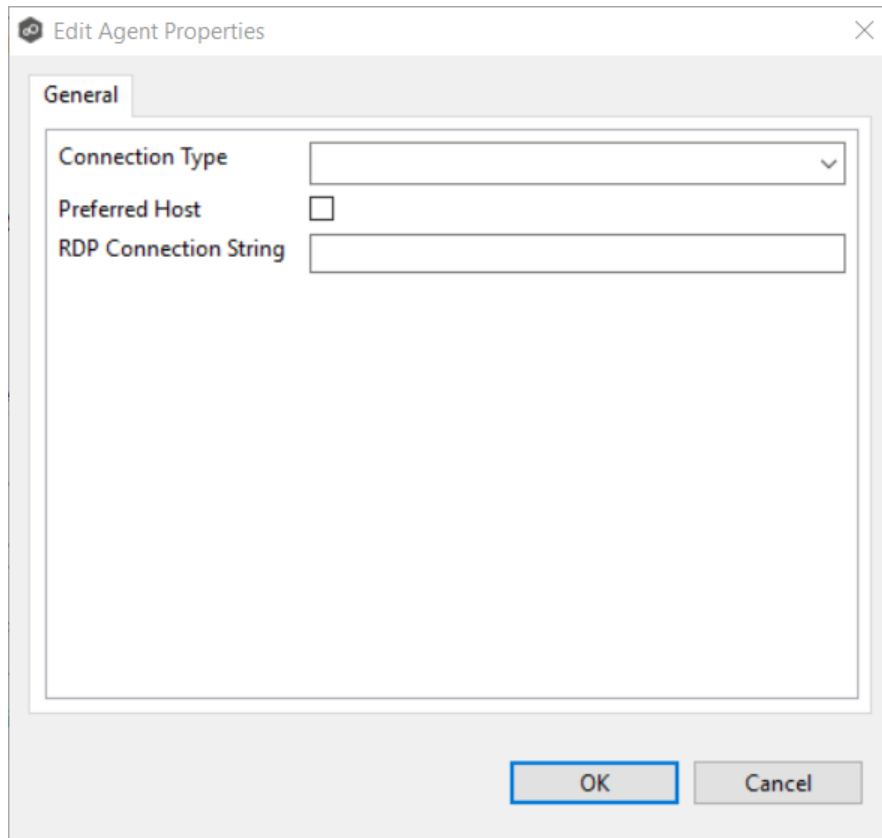 Edit Agent Properties
General
Connection Type
Preferred Host
RDP Connection String
OK Cancel